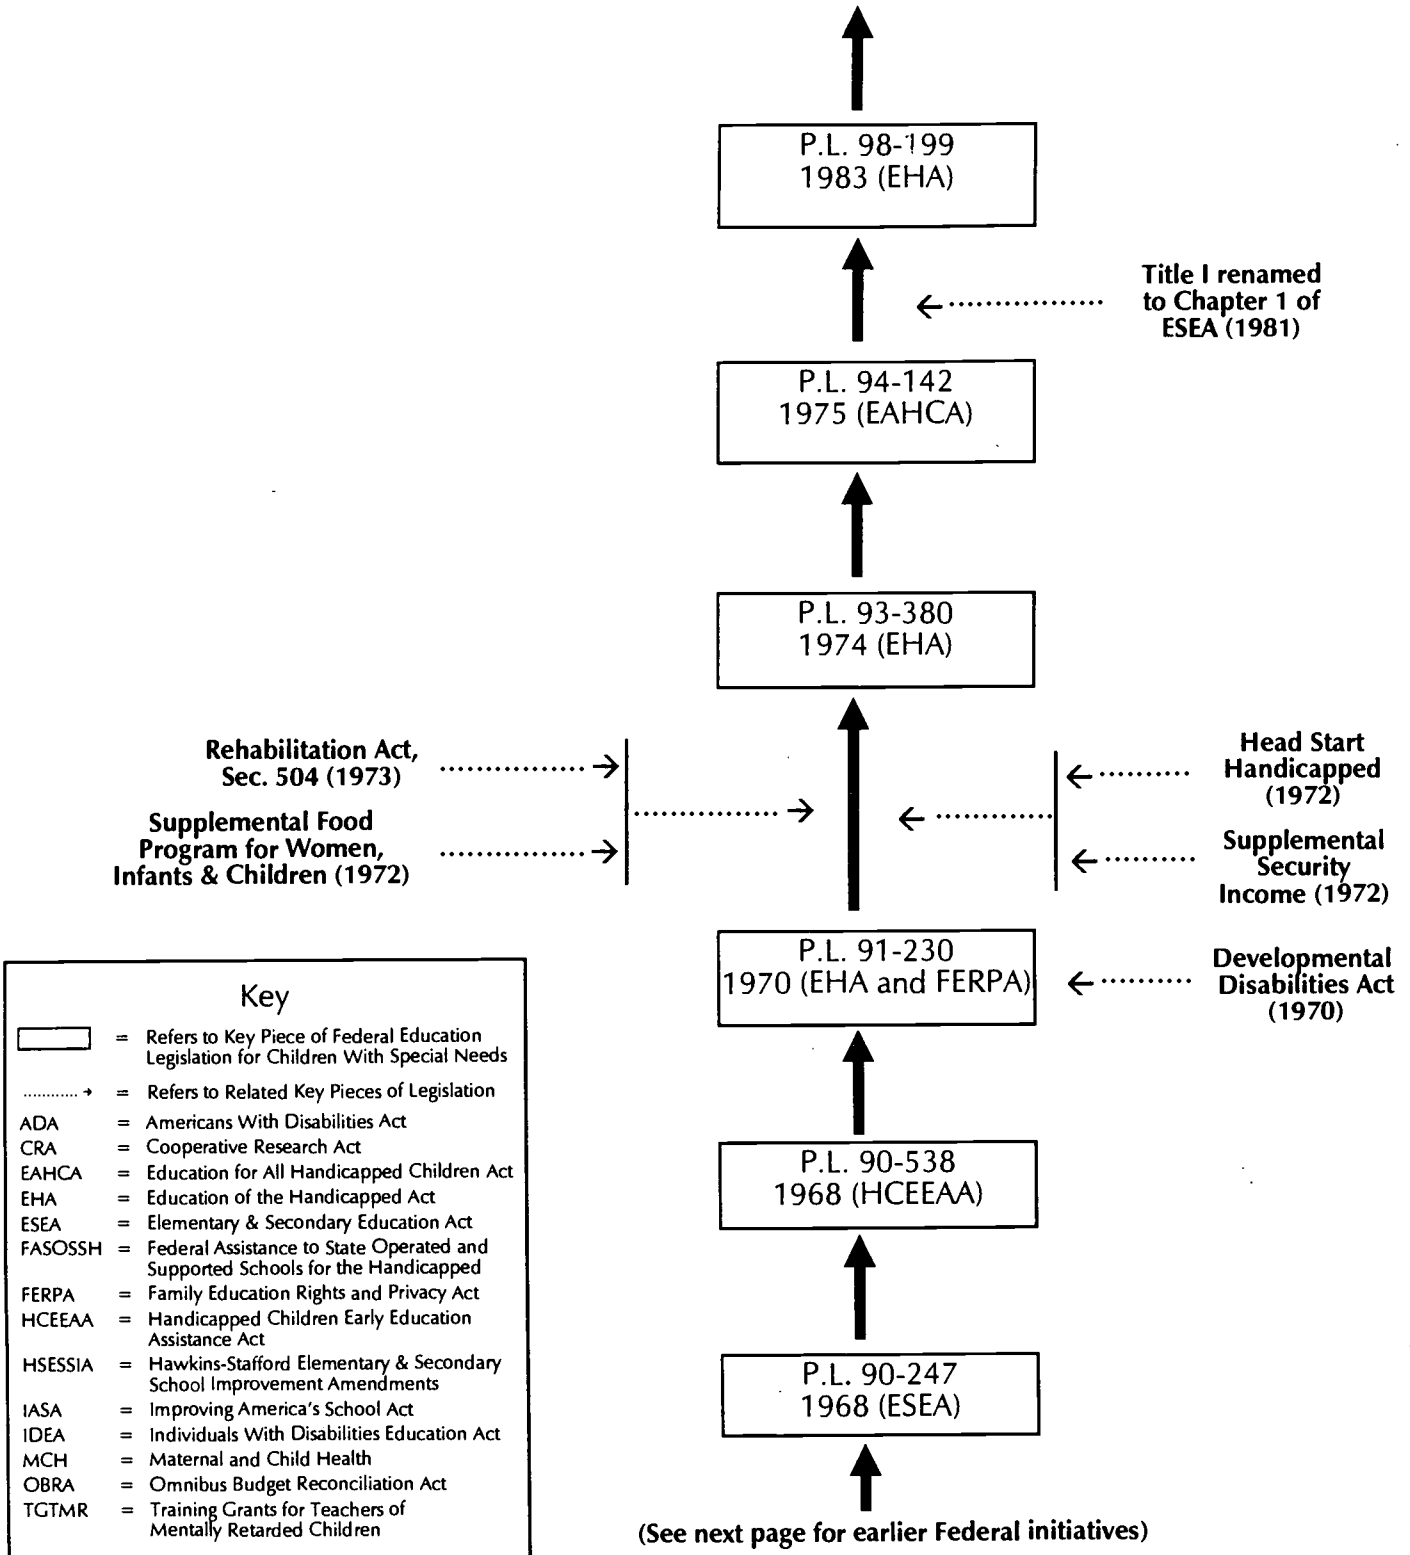 P.L. 98-199
1983 (EHA)
Title I renamed
to Chapter 1 of
ESEA (1981)
P.L. 94-142
1975 (EAHCA)
P.L. 93-380
1974 (EHA)
Rehabilitation Act,
Sec. 504 (1973)
Supplemental Food
Program for Women,
Infants & Children (1972)
Head Start
Handicapped
(1972)
Supplemental
Security
Income (1972)
P.L. 91-230
1970 (EHA and FERPA)
Developmental
Disabilities Act
(1970)
P.L. 90-538
1968 (HCEEAA)
P.L. 90-247
1968 (ESEA)
(See next page for earlier Federal initiatives)
Key
= Refers to Key Piece of Federal Education
Legislation for Children With Special Needs
= Refers to Related Key Pieces of Legislation
ADA = Americans With Disabilities Act
CRA = Cooperative Research Act
EAHCA = Education for All Handicapped Children Act
EHA = Education of the Handicapped Act
ESEA = Elementary & Secondary Education Act
FASOSSH = Federal Assistance to State Operated and
Supported Schools for the Handicapped
FERPA = Family Education Rights and Privacy Act
HCEEAA = Handicapped Children Early Education
Assistance Act
HSESSIA = Hawkins-Stafford Elementary & Secondary
School Improvement Amendments
IASA = Improving America's School Act
IDEA = Individuals With Disabilities Education Act
MCH = Maternal and Child Health
OBRA = Omnibus Budget Reconciliation Act
TGTMR = Training Grants for Teachers of
Mentally Retarded Children